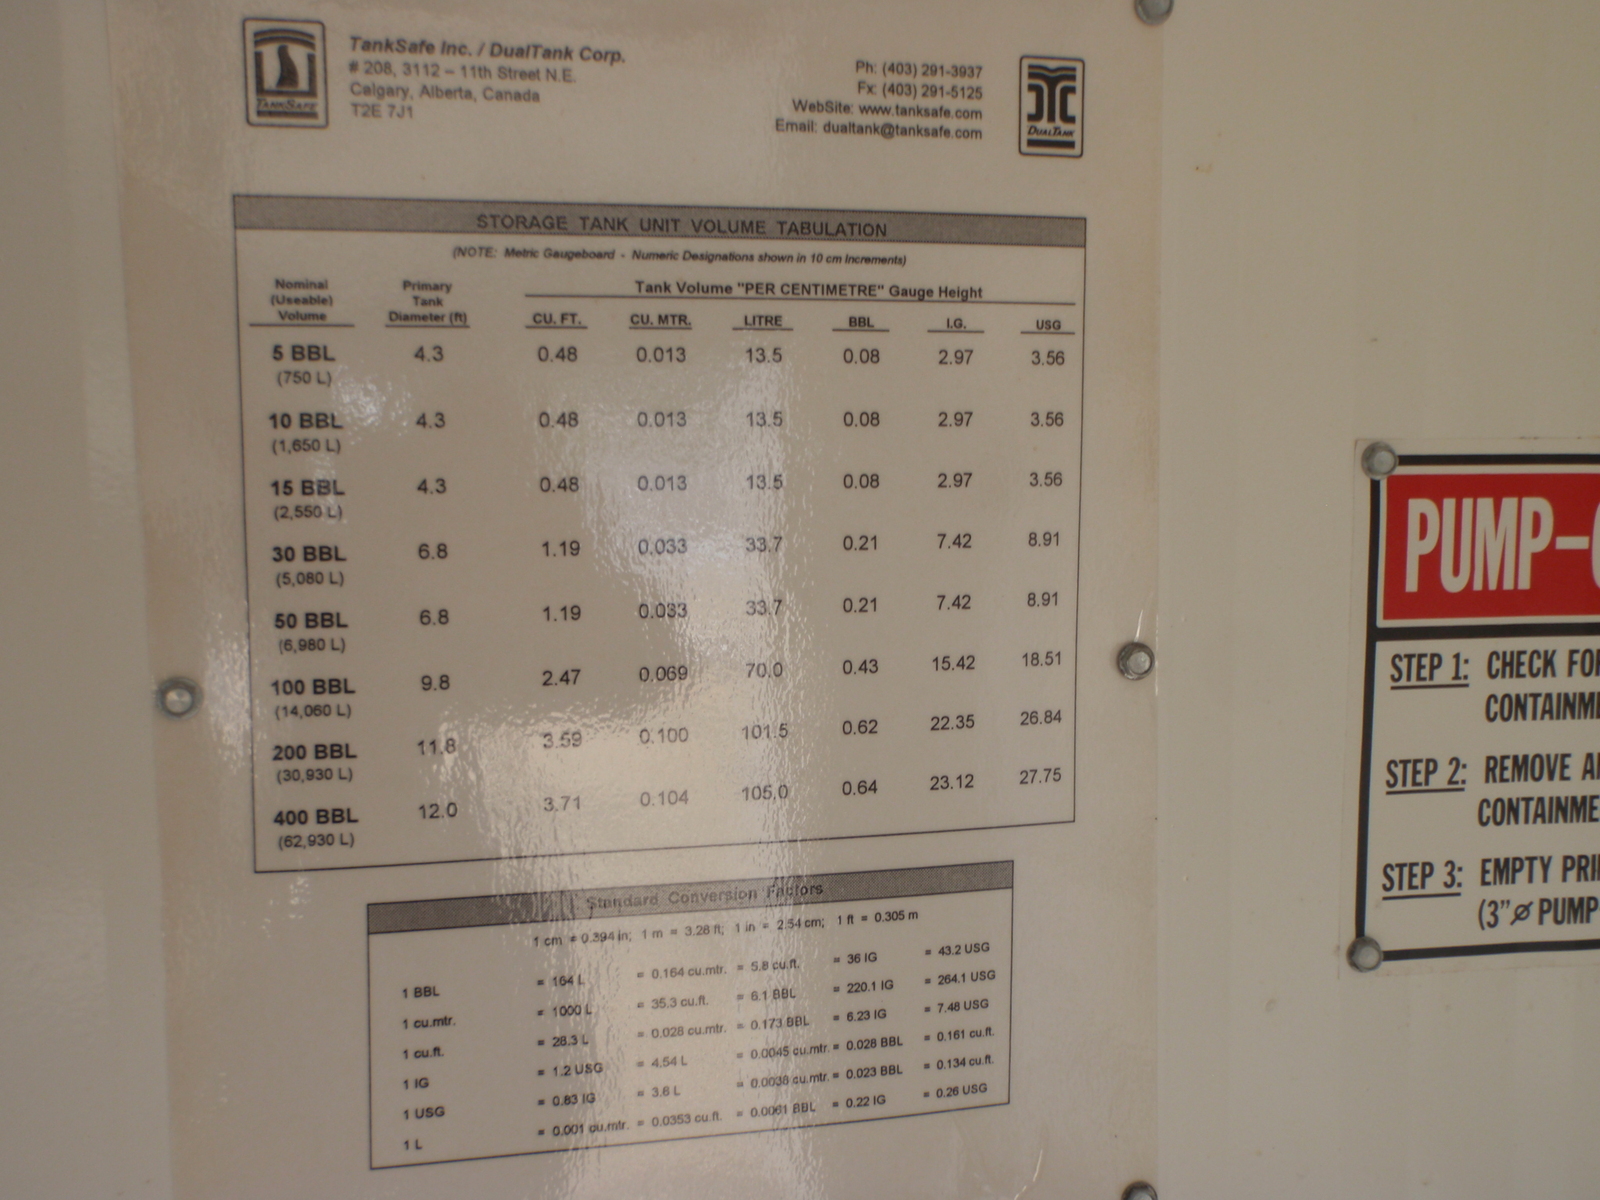 TANKSAFE
TankSafe Inc. / DualTank Corp.
# 208, 3112 – 11th Street N.E.
Calgary, Alberta, Canada
T2E 7J1
Ph: (403) 291-3937
Fx: (403) 291-5125
WebSite: www.tanksafe.com
Email: dualtank@tanksafe.com
DUALTANK
STORAGE TANK UNIT VOLUME TABULATION
(NOTE: Metric Gaugeboard - Numeric Designations shown in 10 cm Increments)
Nominal (Useable) Volume Primary Tank Diameter (ft) Tank Volume "PER CENTIMETRE" Gauge Height
CU. FT. CU. MTR. LITRE BBL I.G. USG
5 BBL 4.3 0.48 0.013 13.5 0.08 2.97 3.56
(750 L)
10 BBL 4.3 0.48 0.013 13.5 0.08 2.97 3.56
(1,650 L)
15 BBL 4.3 0.48 0.013 13.5 0.08 2.97 3.56
(2,550 L)
30 BBL 6.8 1.19 0.033 33.7 0.21 7.42 8.91
(5,080 L)
50 BBL 6.8 1.19 0.033 33.7 0.21 7.42 8.91
(6,980 L)
100 BBL 9.8 2.47 0.069 70.0 0.43 15.42 18.51
(14,060 L)
200 BBL 11.8 3.59 0.100 101.5 0.62 22.35 26.84
(30,930 L)
400 BBL 12.0 3.71 0.104 105.0 0.64 23.12 27.75
(62,930 L)
Standard Conversion Factors
1 cm = 0.394 in; 1 m = 3.28 ft; 1 in = 2.54 cm; 1 ft = 0.305 m
1 BBL = 164 L = 0.164 cu.mtr. = 5.8 cu.ft. = 36 IG = 43.2 USG
1 cu.mtr. = 1000 L = 35.3 cu.ft. = 6.1 BBL = 220.1 IG = 264.1 USG
1 cu.ft. = 28.3 L = 0.028 cu.mtr. = 0.173 BBL = 6.23 IG = 7.48 USG
1 IG = 1.2 USG = 4.54 L = 0.0045 cu.mtr. = 0.028 BBL = 0.161 cu.ft.
1 USG = 0.83 IG = 3.8 L = 0.0038 cu.mtr. = 0.023 BBL = 0.134 cu.ft.
1 L = 0.001 cu.mtr. = 0.0353 cu.ft. = 0.0061 BBL = 0.22 IG = 0.26 USG
PUMP-
STEP 1: CHECK
CONTAINME
STEP 2: REMOVE
CONTAINME
STEP 3: EMPTY PRI
(3"⌀ PUMP